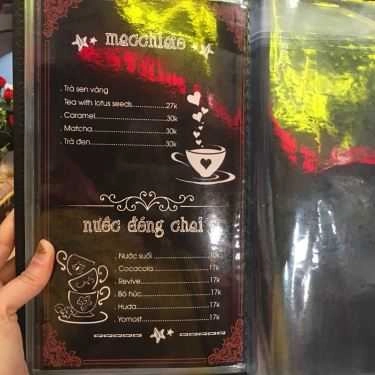 macchiato
. Trà sen vàng
Tea with lotus seeds............27k
. Caramel............30k
. Matcha............30k
. Trà đen............30k
nước đóng chai
. Nước suối............10k
. Cocacola............17k
. Revive............17k
. Bò húc............17k
. Huda............17k
. Yomost............17k